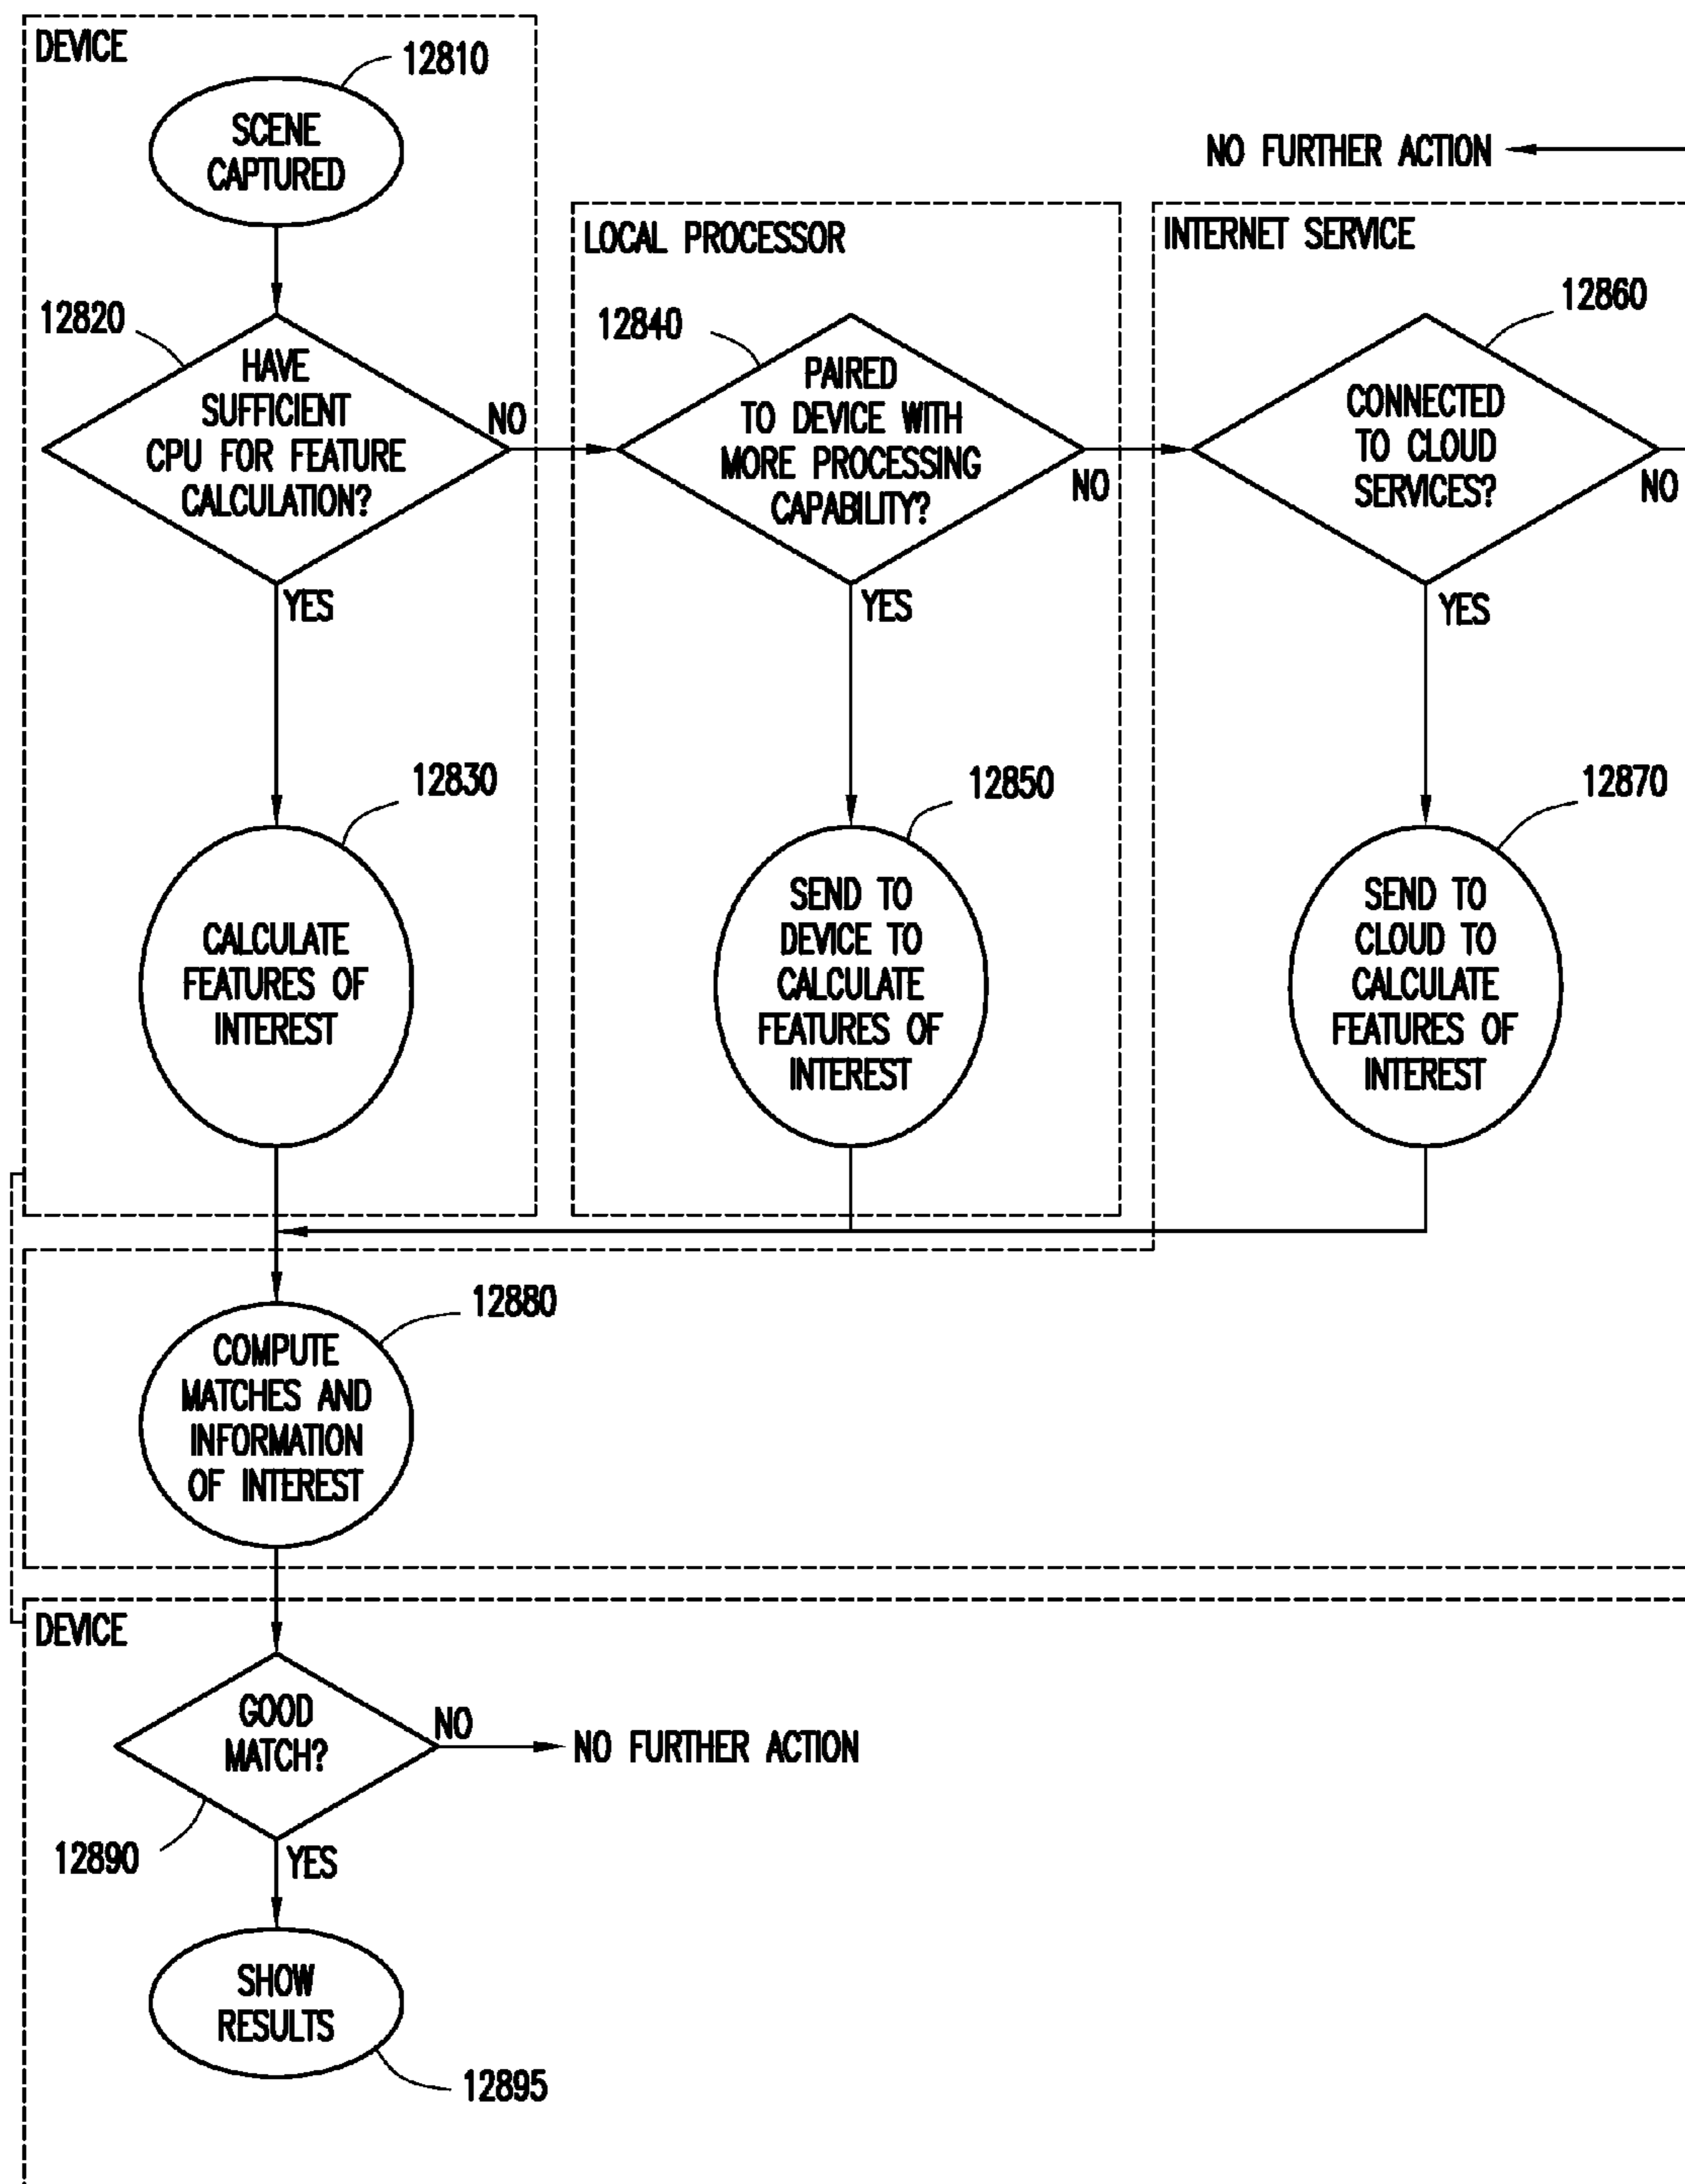 DEVICE
12810
SCENE
CAPTURED
NO FURTHER ACTION
LOCAL PROCESSOR
INTERNET SERVICE
12820
HAVE
SUFFICIENT
CPU FOR FEATURE
CALCULATION?
NO
YES
12840
PAIRED
TO DEVICE WITH
MORE PROCESSING
CAPABILITY?
NO
YES
12860
CONNECTED
TO CLOUD
SERVICES?
NO
YES
12830
CALCULATE
FEATURES OF
INTEREST
12850
SEND TO
DEVICE TO
CALCULATE
FEATURES OF
INTEREST
12870
SEND TO
CLOUD TO
CALCULATE
FEATURES OF
INTEREST
12880
COMPUTE
MATCHES AND
INFORMATION
OF INTEREST
DEVICE
GOOD
MATCH?
NO
NO FURTHER ACTION
12890
YES
SHOW
RESULTS
12895